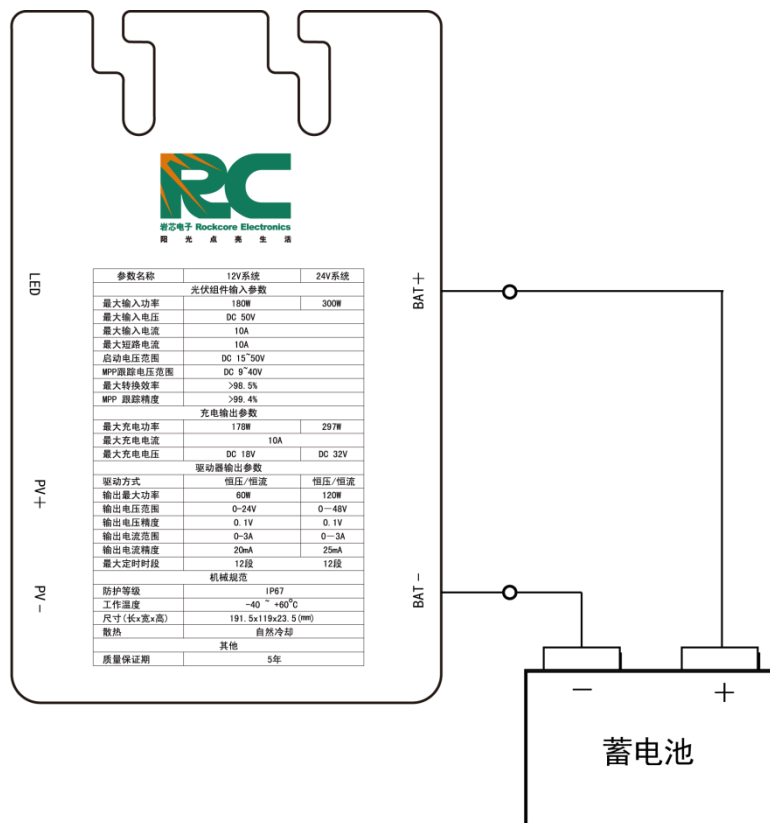 RC
岩芯电子 Rockcore Electronics
阳 光 点 亮 生 活
参数名称 12V系统 24V系统
光伏组件输入参数
最大输入功率 180W 300W
最大输入电压 DC 50V
最大输入电流 10A
最大短路电流 10A
启动电压范围 DC 15~50V
MPP跟踪电压范围 DC 9~40V
最大转换效率 >98.5%
MPP 跟踪精度 >99.4%
充电输出参数
最大充电功率 178W 297W
最大充电电流 10A
最大充电电压 DC 18V DC 32V
驱动器输出参数
驱动方式 恒压/恒流 恒压/恒流
输出最大功率 60W 120W
输出电压范围 0-24V 0－48V
输出电压精度 0.1V 0.1V
输出电流范围 0-3A 0－3A
输出电流精度 20mA 25mA
最大定时时段 12段 12段
机械规范
防护等级 IP67
工作温度 -40 ~ +60°C
尺寸(长x宽x高) 191.5x119x23.5(mm)
散热 自然冷却
其他
质量保证期 5年
LED
PV+
PV-
BAT+
BAT-
－ ＋
蓄电池